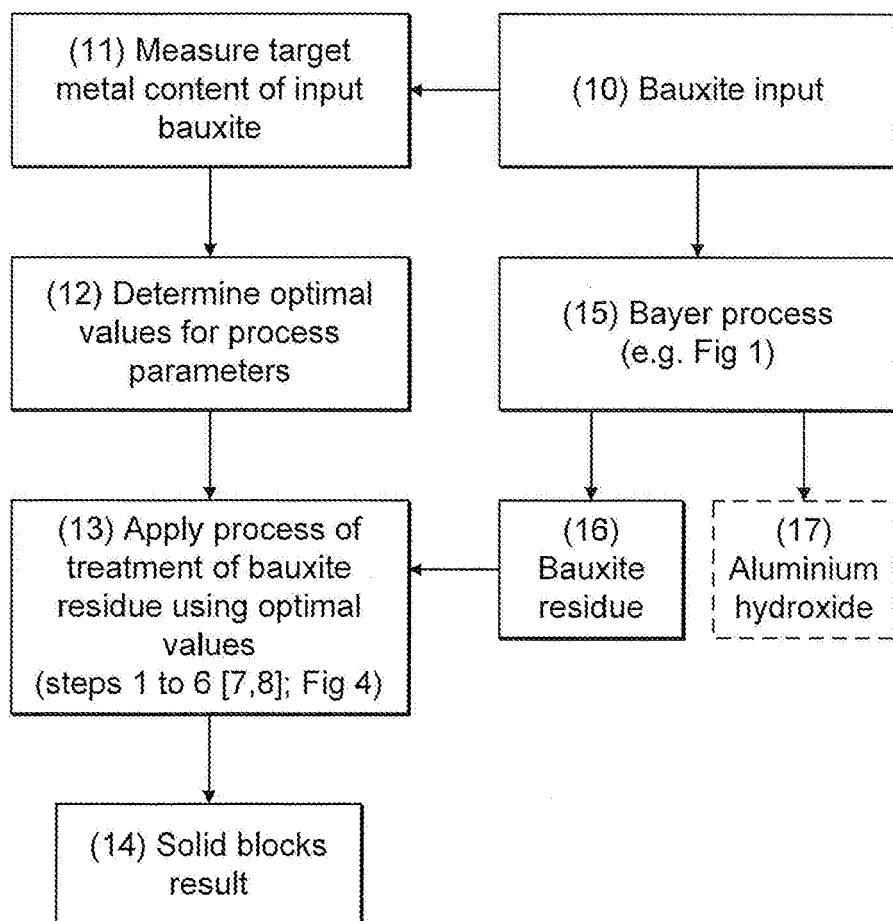 (11) Measure target
metal content of input
bauxite
(10) Bauxite input
(12) Determine optimal
values for process
parameters
(15) Bayer process
(e.g. Fig 1)
(13) Apply process of
treatment of bauxite
residue using optimal
values
(steps 1 to 6 [7,8]; Fig 4)
(16)
Bauxite
residue
(17)
Aluminium
hydroxide
(14) Solid blocks
result